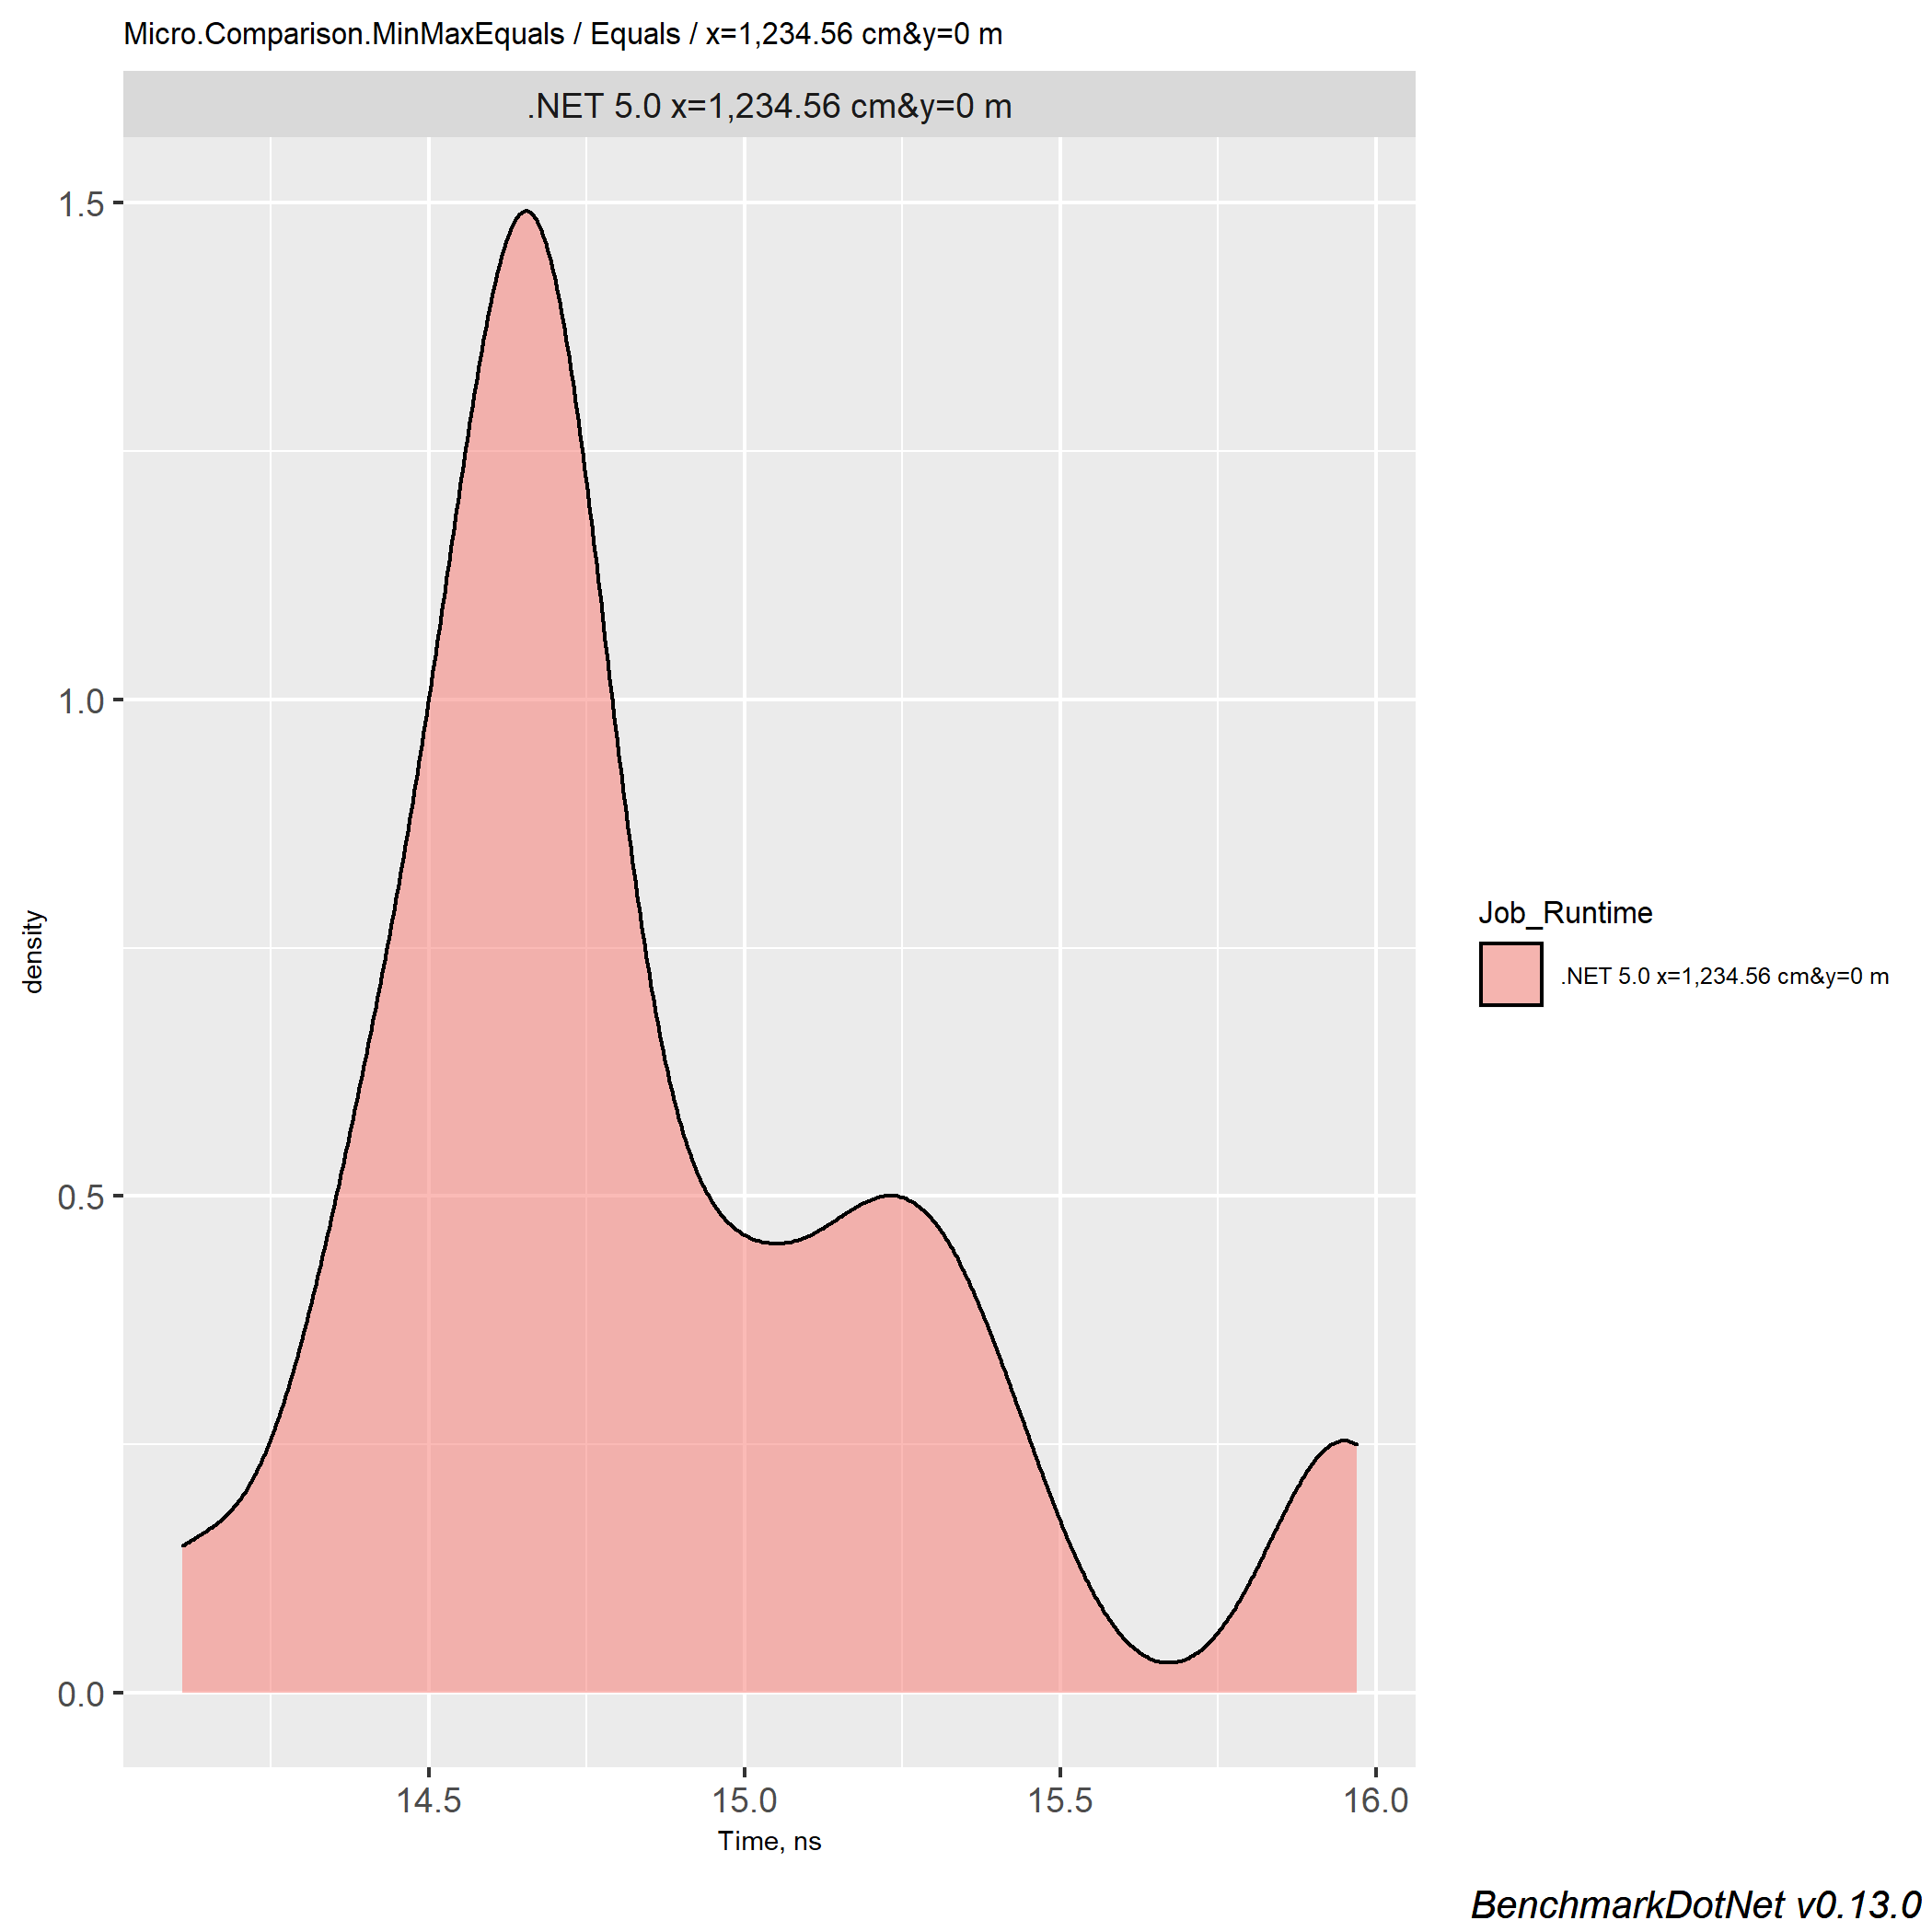 Micro.Comparison.MinMaxEquals / Equals / x=1,234.56 cm&y=0 m
.NET 5.0 x=1,234.56 cm&y=0 m
1.5
1.0
0.5
0.0
density
14.5 15.0 15.5 16.0
Time, ns
Job_Runtime
.NET 5.0 x=1,234.56 cm&y=0 m
BenchmarkDotNet v0.13.0